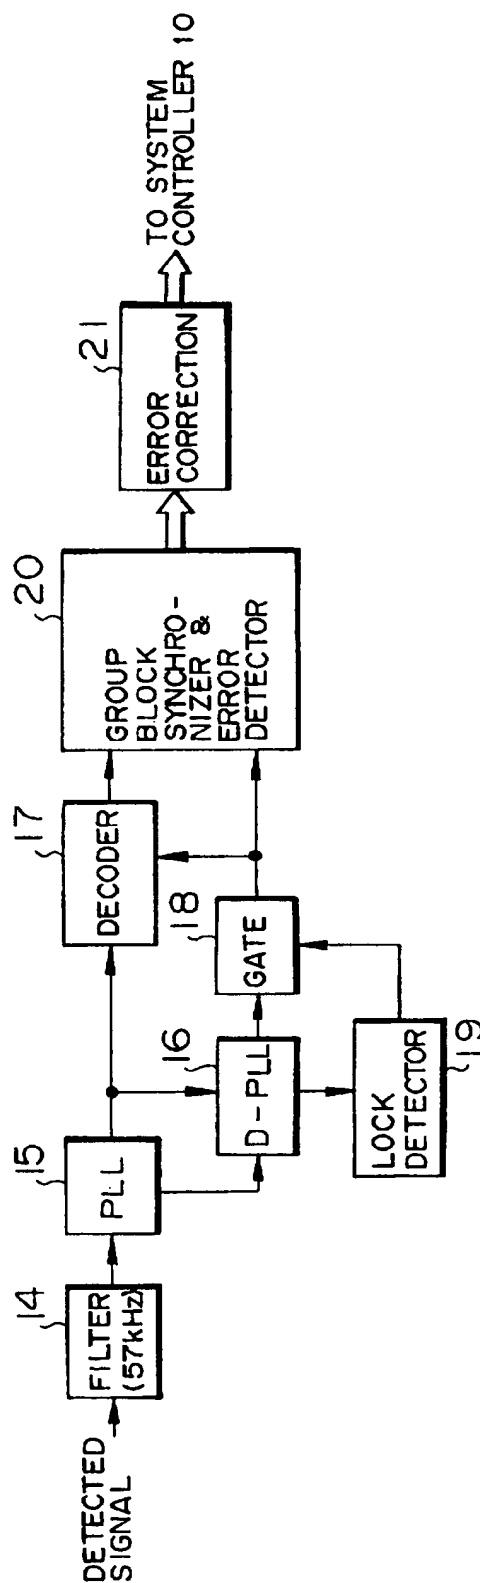 DETECTED
SIGNAL
14
FILTER
(57kHz)
15
PLL
16
D-PLL
17
DECODER
18
GATE
LOCK
DETECTOR
19
20
GROUP
BLOCK
SYNCHRO-
NIZER &
ERROR
DETECTOR
21
ERROR
CORRECTION
TO SYSTEM
CONTROLLER 10